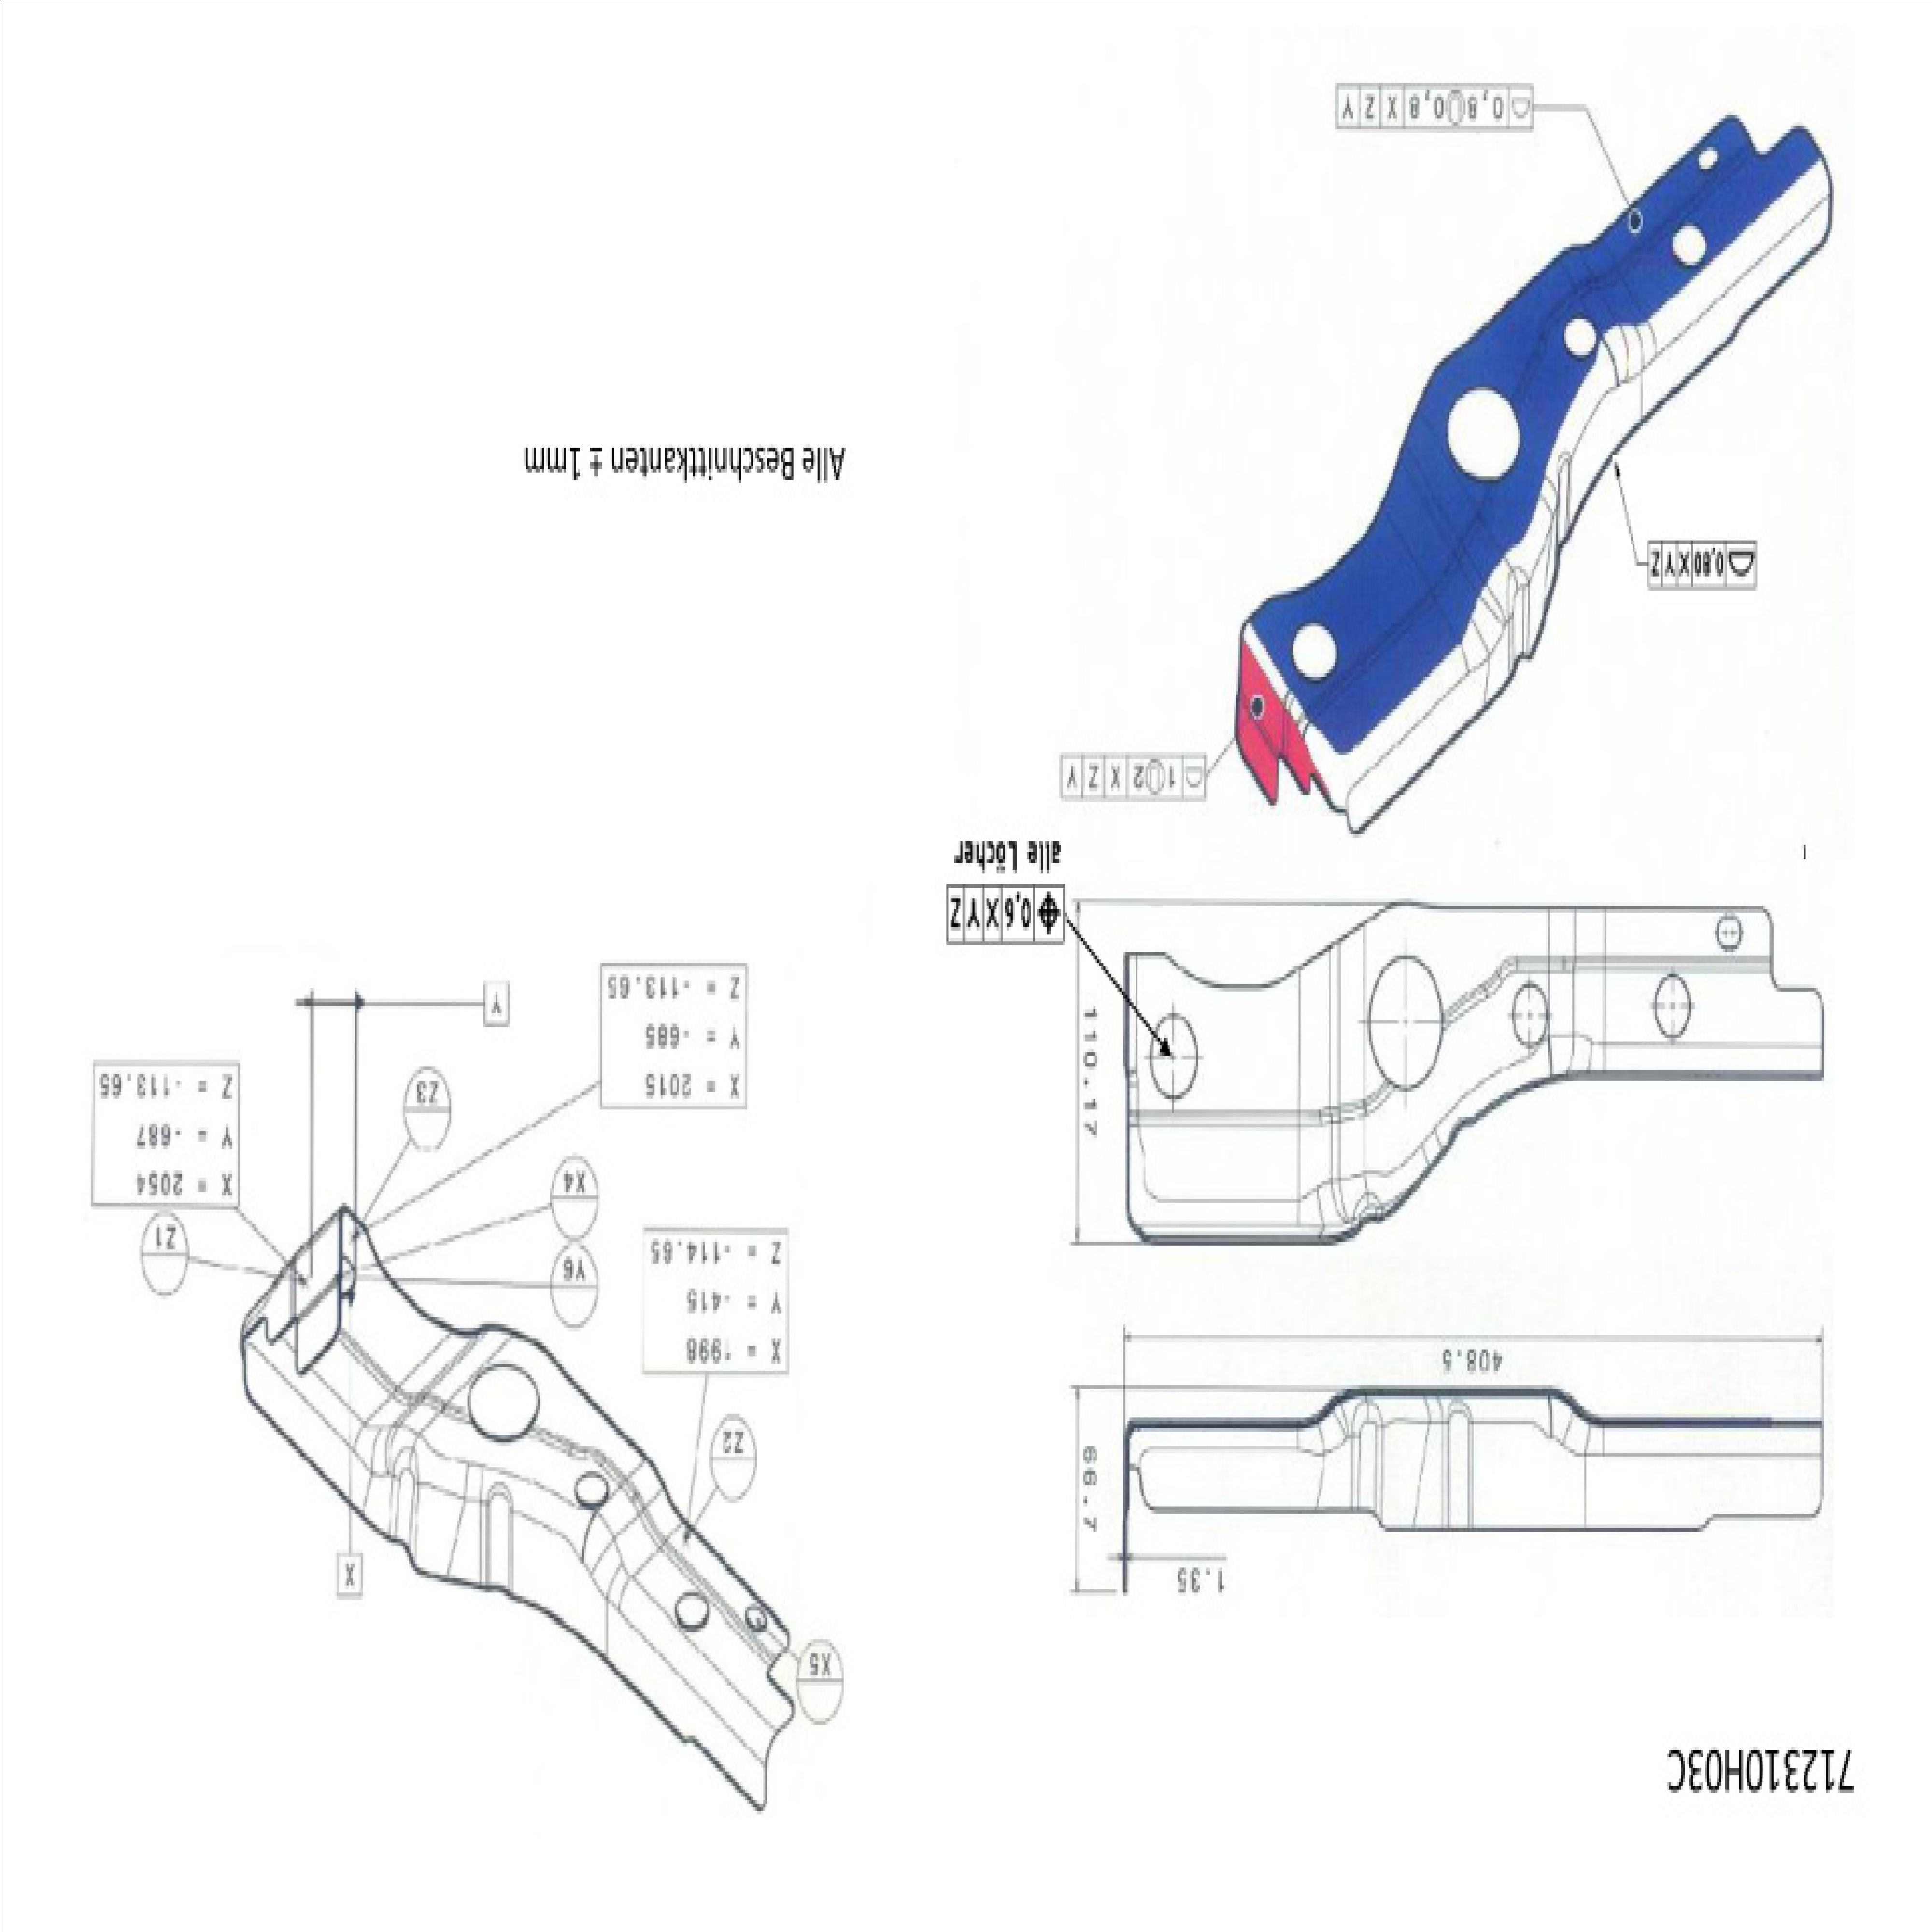 712310H03C
1.35
66.7
408.5
110.17
⌖ 0,6 X Y Z
alle Löcher
⌓ 1 Ⓤ 2 X Z Y
⌓ 0,80 X Y Z
⌓ 0,8 Ⓤ 0,8 X Z Y
X5
X
Z2
X = 1998
Y = -415
Z = -114.65
Y6
Z1
X4
X = 2054
Y = -687
Z = -113.65
Z3
X = 2015
Y = -685
Z = -113.65
Y
Alle Beschnittkanten ± 1mm